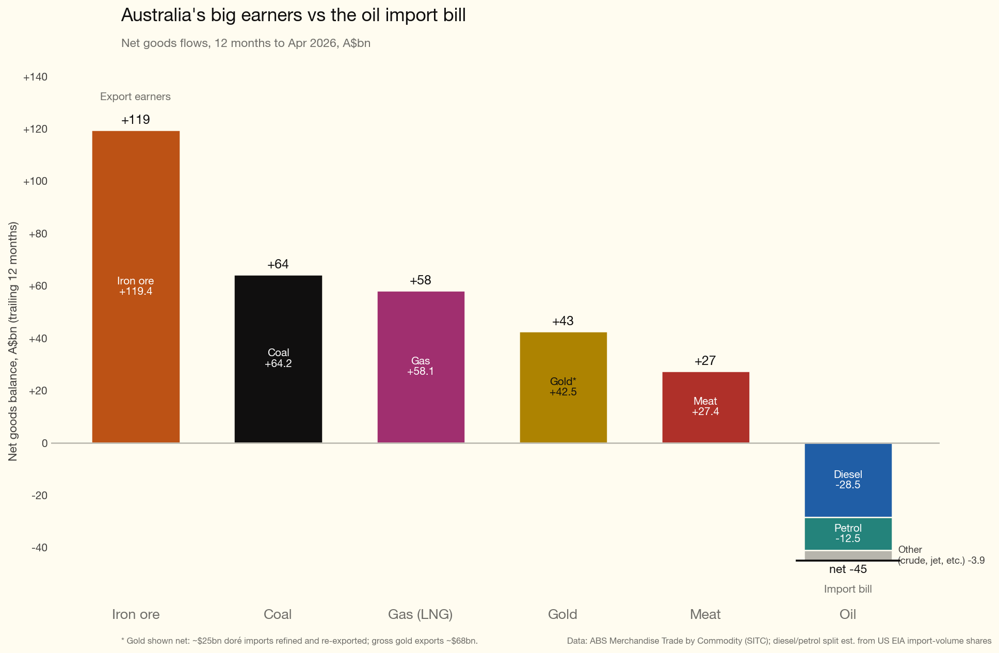 Australia's big earners vs the oil import bill
Net goods flows, 12 months to Apr 2026, A$bn
Net goods balance, A$bn (trailing 12 months)
+140
+120
+100
+80
+60
+40
+20
0
-20
-40
Export earners
+119
Iron ore
+119.4
+64
Coal
+64.2
+58
Gas
+58.1
+43
Gold*
+42.5
+27
Meat
+27.4
Diesel
-28.5
Petrol
-12.5
Other
(crude, jet, etc.) -3.9
net -45
Import bill
Iron ore
Coal
Gas (LNG)
Gold
Meat
Oil
* Gold shown net: ~$25bn doré imports refined and re-exported; gross gold exports ~$68bn.
Data: ABS Merchandise Trade by Commodity (SITC); diesel/petrol split est. from US EIA import-volume shares